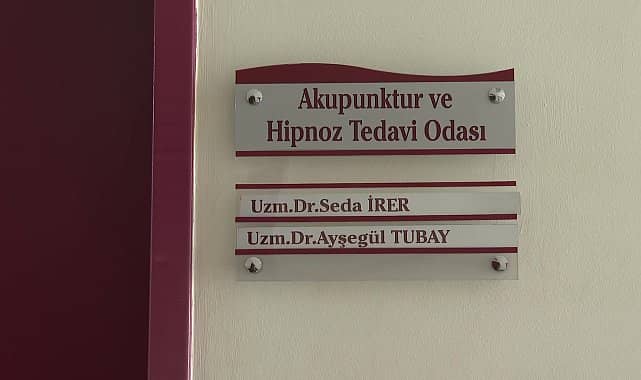 Akupunktur ve
Hipnoz Tedavi Odası
Uzm.Dr.Seda İRER
Uzm.Dr.Ayşegül TUBAY